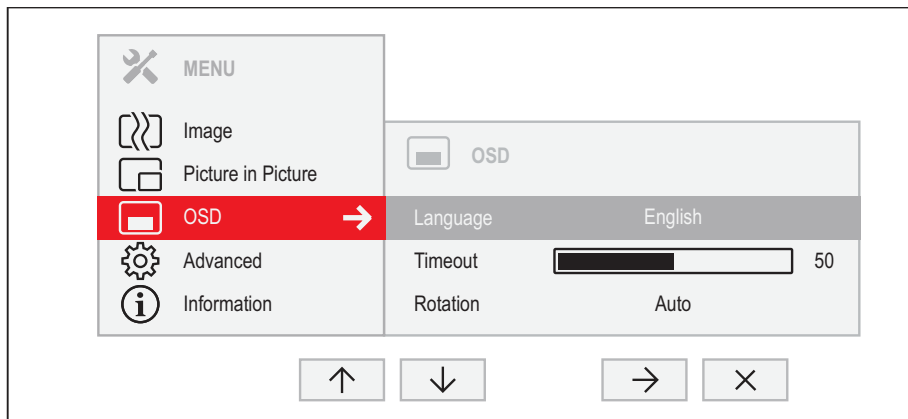 MENU
Image
Picture in Picture
OSD
Advanced
Information
OSD
Language English
Timeout 50
Rotation Auto